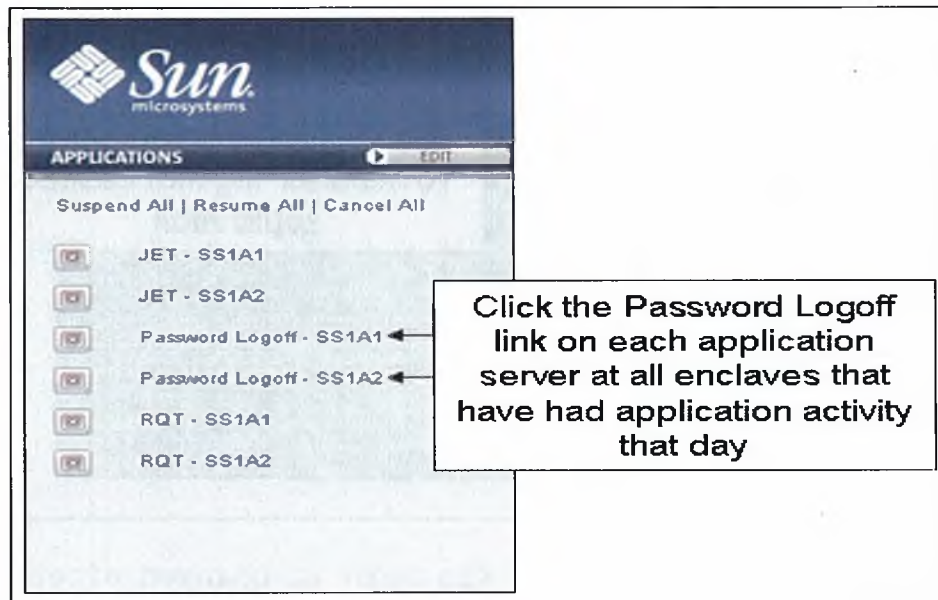 Sun
microsystems
APPLICATIONS
EDIT
Suspend All | Resume All | Cancel All
JET - SS1A1
JET - SS1A2
Password Logoff - SS1A1
Password Logoff - SS1A2
RQT - SS1A1
RQT - SS1A2
Click the Password Logoff
link on each application
server at all enclaves that
have had application activity
that day